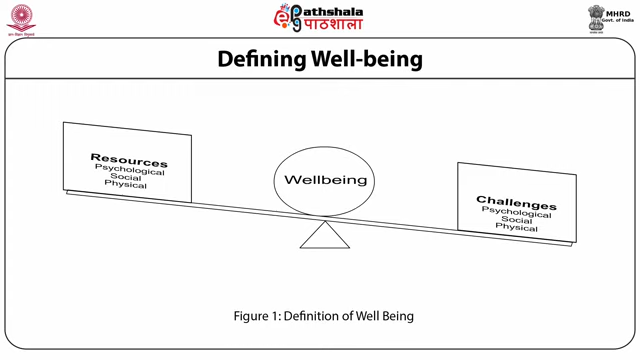 ePathshala
पाठशाला
MHRD
Govt. of India
Defining Well-being
Resources
Psychological
Social
Physical
Wellbeing
Challenges
Psychological
Social
Physical
Figure 1: Definition of Well Being